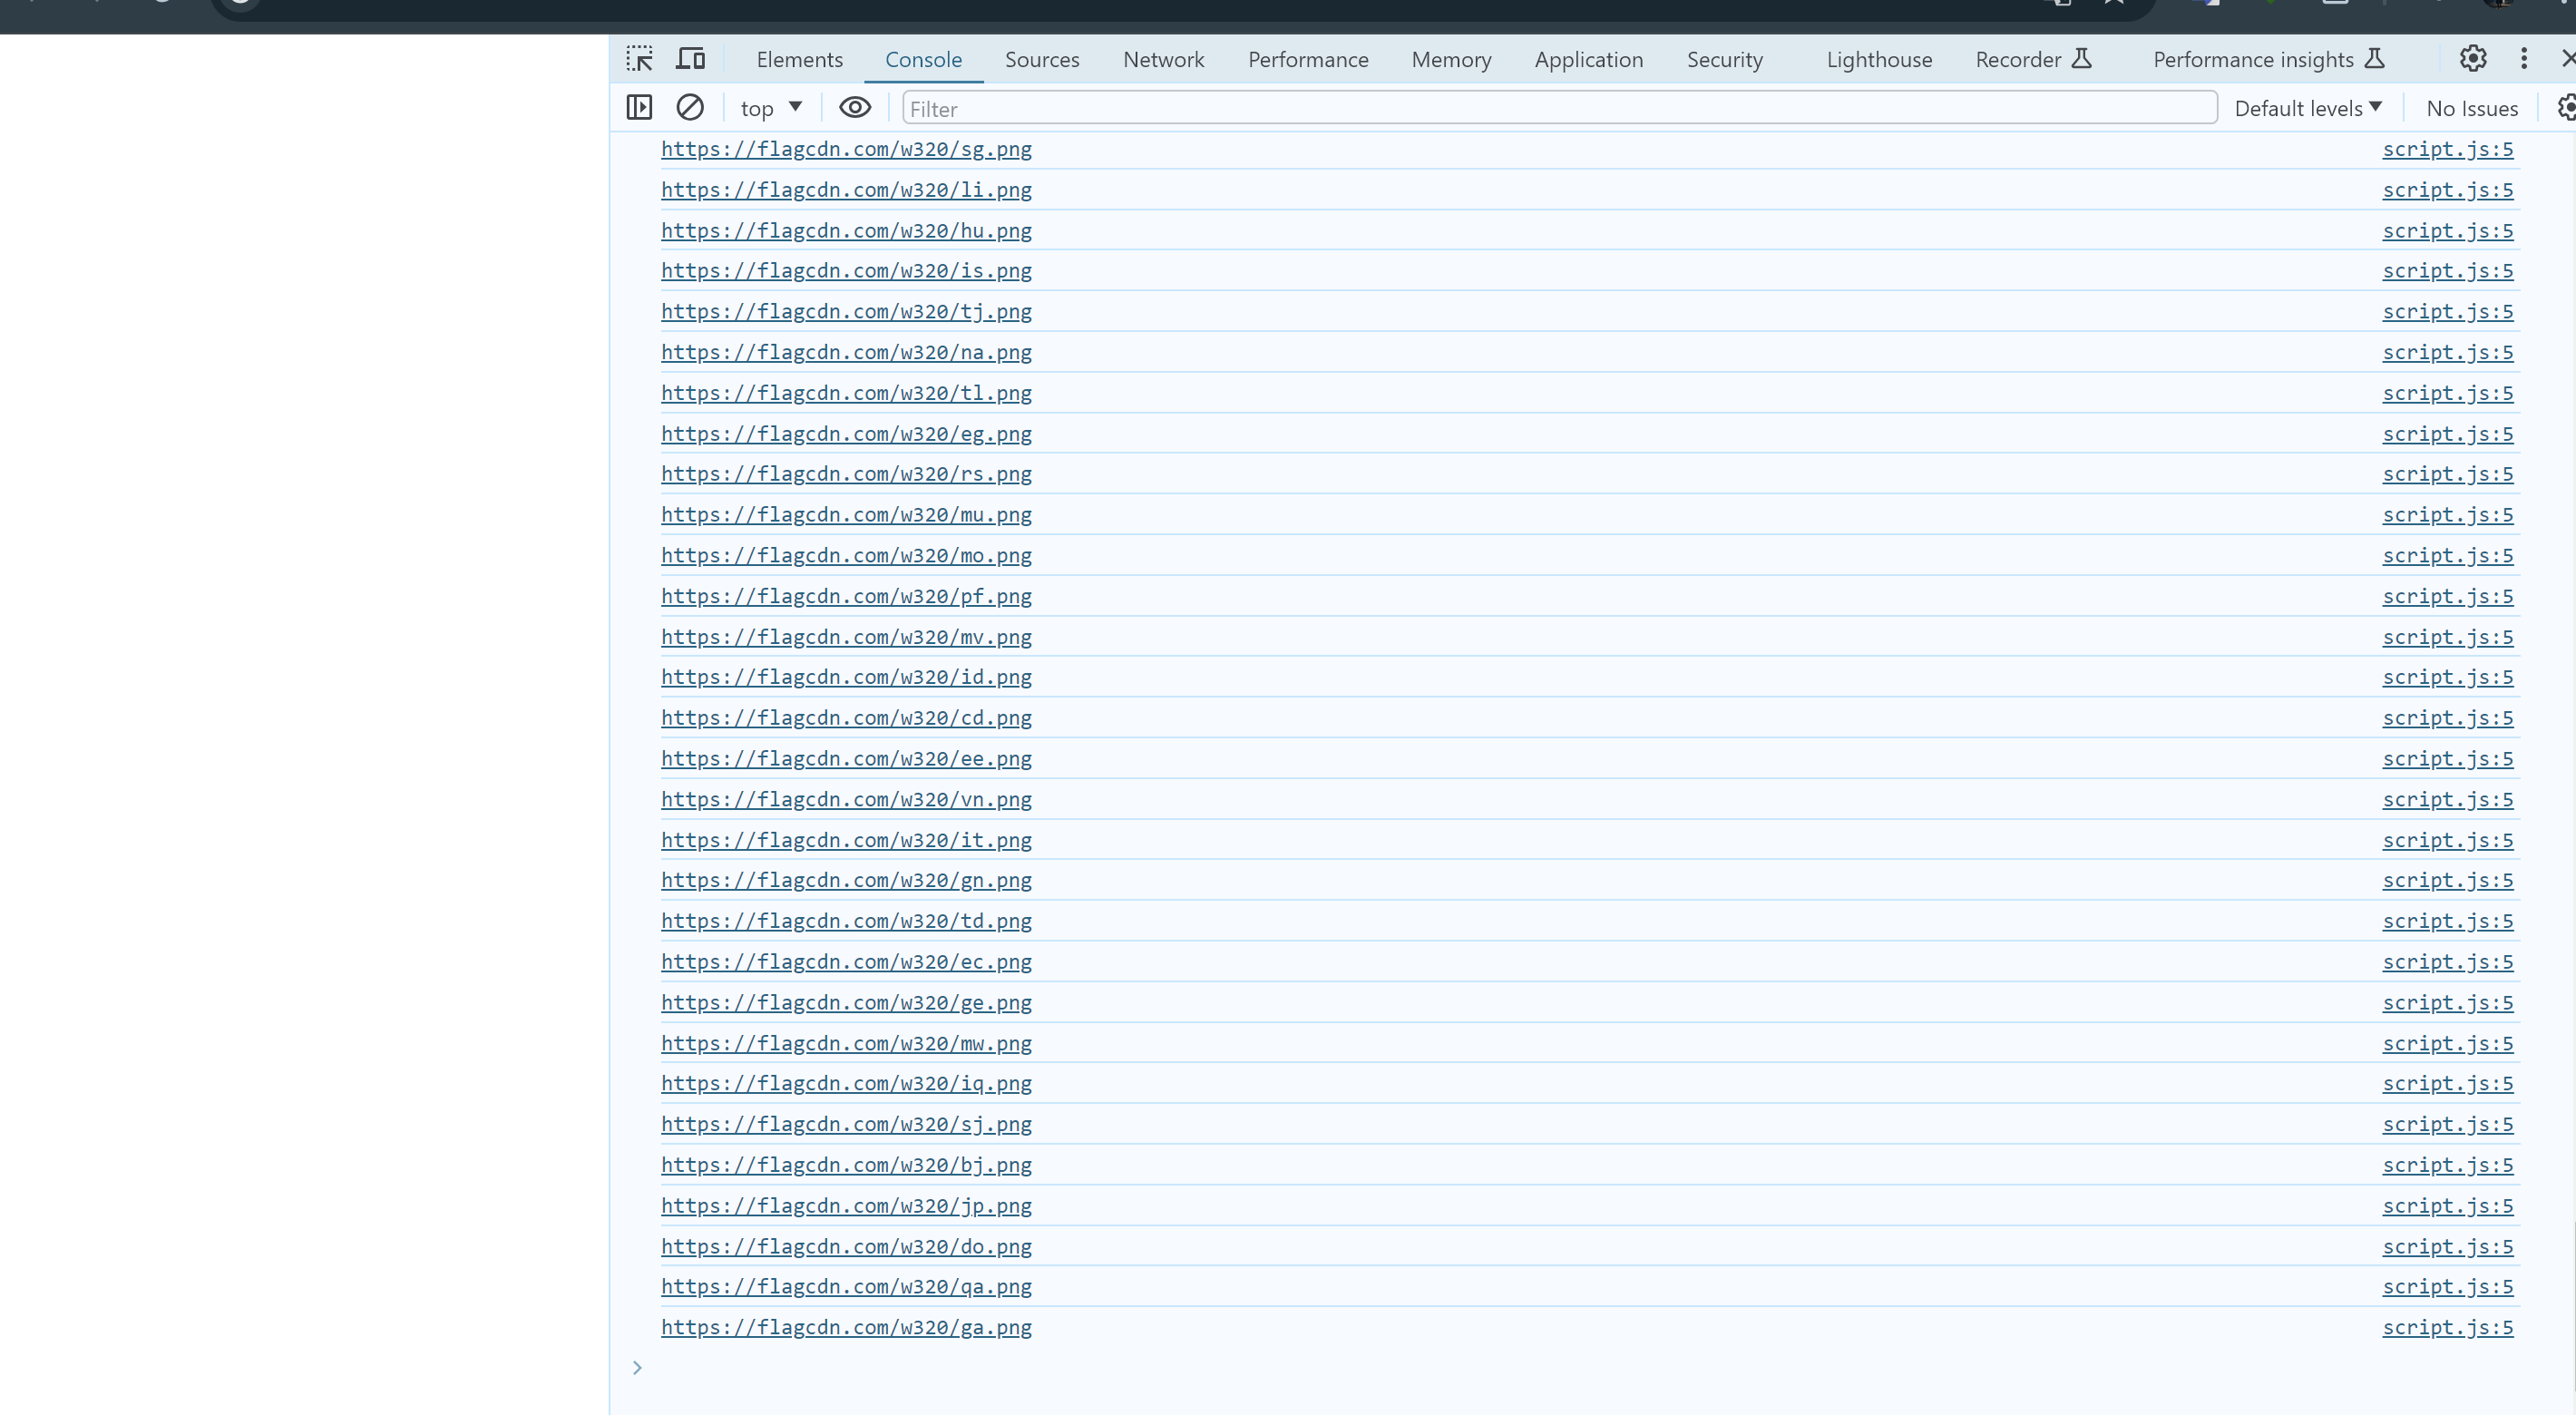 Elements Console Sources Network Performance Memory Application Security Lighthouse Recorder Performance insights
top Filter Default levels No Issues
https://flagcdn.com/w320/sg.png script.js:5
https://flagcdn.com/w320/li.png script.js:5
https://flagcdn.com/w320/hu.png script.js:5
https://flagcdn.com/w320/is.png script.js:5
https://flagcdn.com/w320/tj.png script.js:5
https://flagcdn.com/w320/na.png script.js:5
https://flagcdn.com/w320/tl.png script.js:5
https://flagcdn.com/w320/eg.png script.js:5
https://flagcdn.com/w320/rs.png script.js:5
https://flagcdn.com/w320/mu.png script.js:5
https://flagcdn.com/w320/mo.png script.js:5
https://flagcdn.com/w320/pf.png script.js:5
https://flagcdn.com/w320/mv.png script.js:5
https://flagcdn.com/w320/id.png script.js:5
https://flagcdn.com/w320/cd.png script.js:5
https://flagcdn.com/w320/ee.png script.js:5
https://flagcdn.com/w320/vn.png script.js:5
https://flagcdn.com/w320/it.png script.js:5
https://flagcdn.com/w320/gn.png script.js:5
https://flagcdn.com/w320/td.png script.js:5
https://flagcdn.com/w320/ec.png script.js:5
https://flagcdn.com/w320/ge.png script.js:5
https://flagcdn.com/w320/mw.png script.js:5
https://flagcdn.com/w320/iq.png script.js:5
https://flagcdn.com/w320/sj.png script.js:5
https://flagcdn.com/w320/bj.png script.js:5
https://flagcdn.com/w320/jp.png script.js:5
https://flagcdn.com/w320/do.png script.js:5
https://flagcdn.com/w320/qa.png script.js:5
https://flagcdn.com/w320/ga.png script.js:5